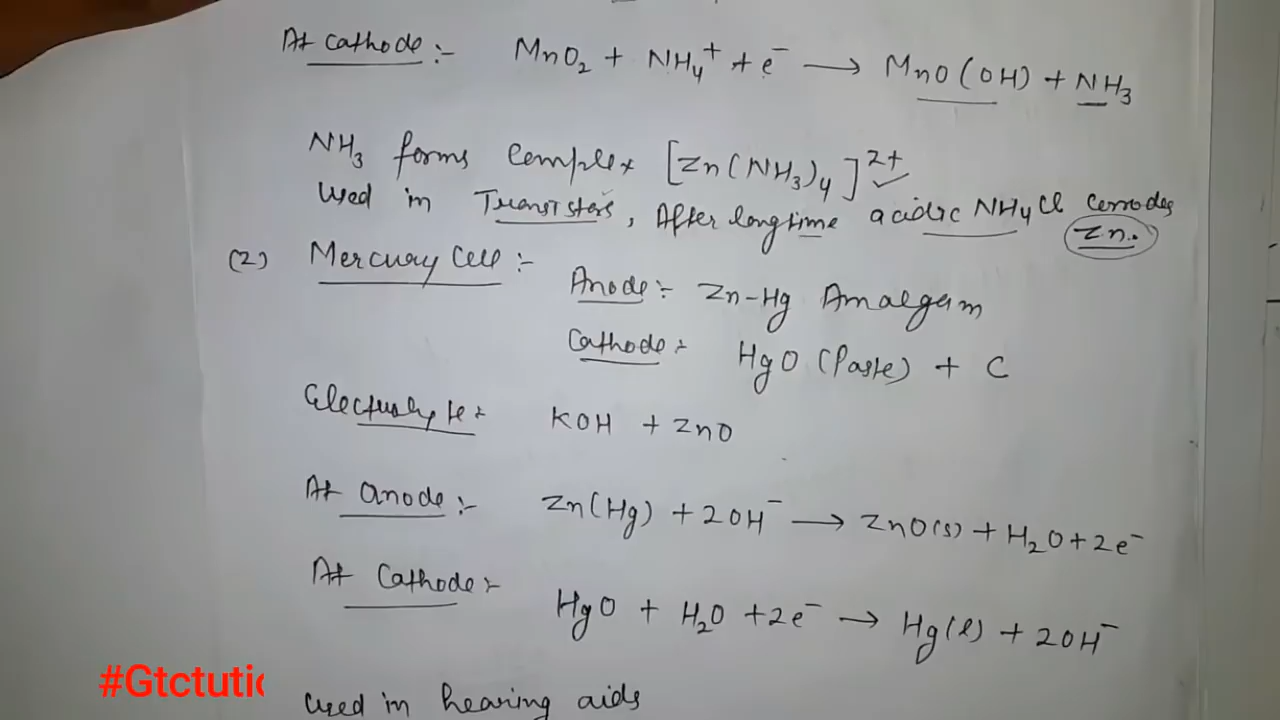 At cathode :- MnO₂ + NH₄⁺ + e⁻ → MnO(OH) + NH₃
NH₃ forms complex [Zn(NH₃)₄]²⁺
Used in Transistors, After longtime acidic NH₄Cl corrodes
Zn.
(2) Mercury Cell :-
Anode :- Zn-Hg Amalgam
Cathode :- HgO (Paste) + C
Electrolyte :- KOH + ZnO
At anode :- Zn(Hg) + 2OH⁻ → ZnO(s) + H₂O + 2e⁻
At Cathode :- HgO + H₂O + 2e⁻ → Hg(l) + 2OH⁻
Used in hearing aids
#Gtctutic